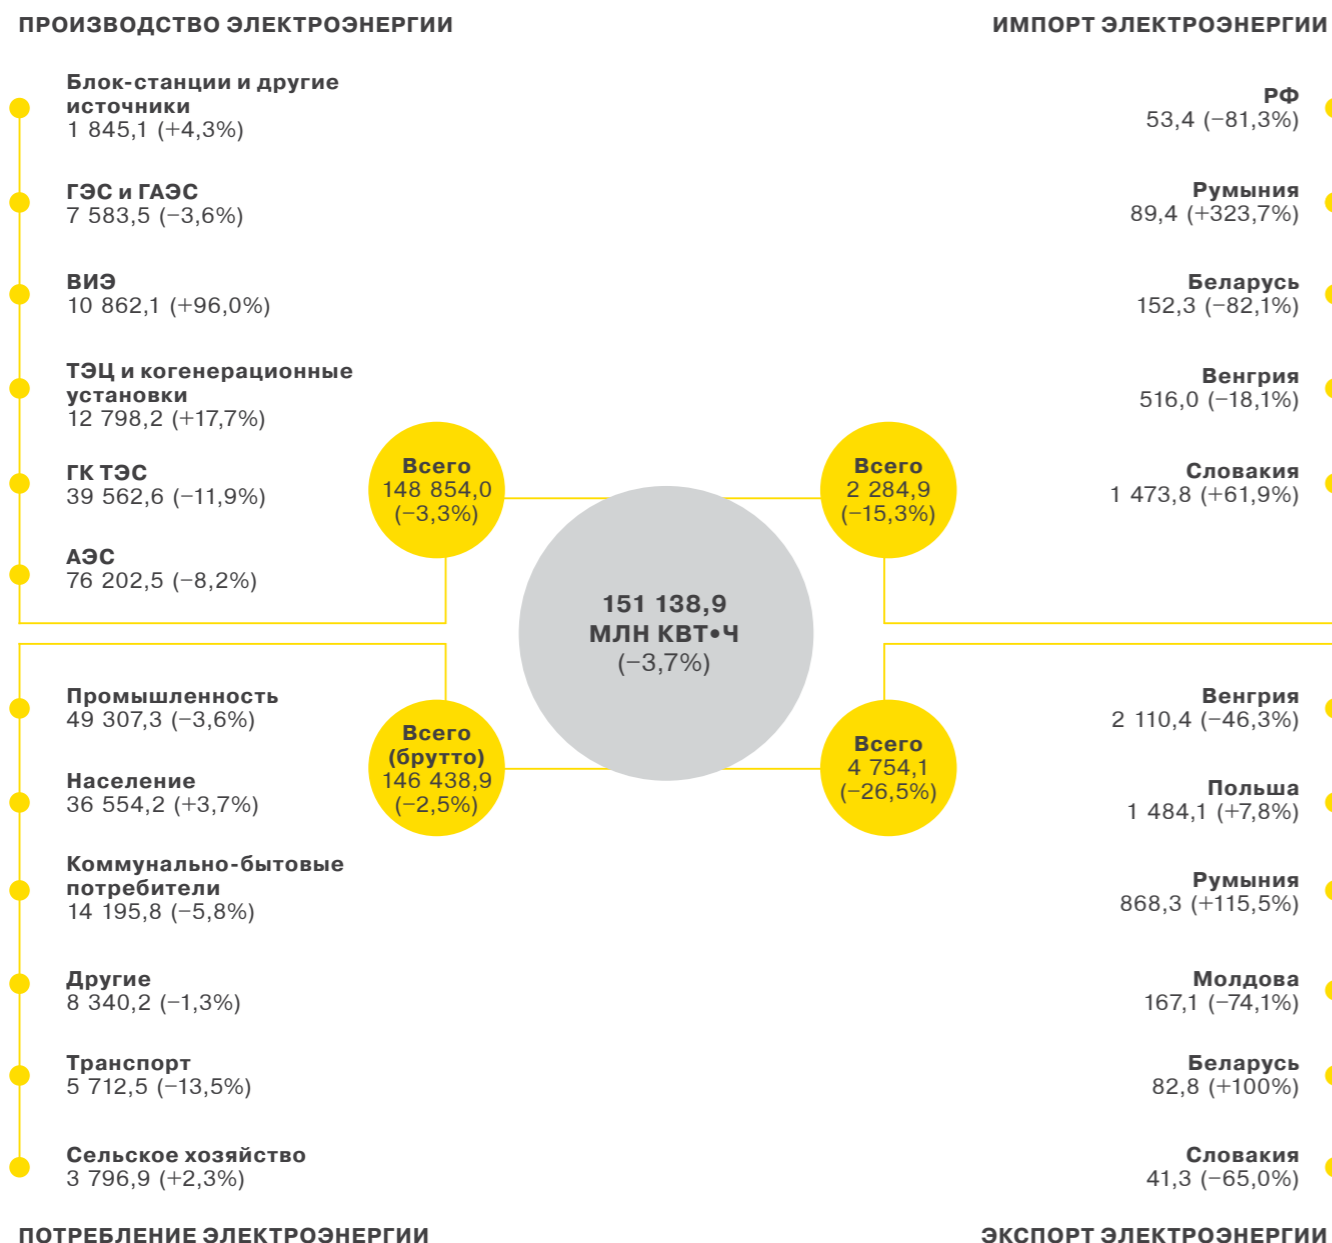 ПРОИЗВОДСТВО ЭЛЕКТРОЭНЕРГИИ
Блок-станции и другие
источники
1 845,1 (+4,3%)
ГЭС и ГАЭС
7 583,5 (−3,6%)
ВИЭ
10 862,1 (+96,0%)
ТЭЦ и когенерационные
установки
12 798,2 (+17,7%)
ГК ТЭС
39 562,6 (−11,9%)
АЭС
76 202,5 (−8,2%)
Всего
148 854,0
(−3,3%)
ИМПОРТ ЭЛЕКТРОЭНЕРГИИ
РФ
53,4 (−81,3%)
Румыния
89,4 (+323,7%)
Беларусь
152,3 (−82,1%)
Венгрия
516,0 (−18,1%)
Словакия
1 473,8 (+61,9%)
Всего
2 284,9
(−15,3%)
151 138,9
МЛН КВТ•Ч
(−3,7%)
Промышленность
49 307,3 (−3,6%)
Население
36 554,2 (+3,7%)
Коммунально-бытовые
потребители
14 195,8 (−5,8%)
Другие
8 340,2 (−1,3%)
Транспорт
5 712,5 (−13,5%)
Сельское хозяйство
3 796,9 (+2,3%)
Всего
(брутто)
146 438,9
(−2,5%)
ПОТРЕБЛЕНИЕ ЭЛЕКТРОЭНЕРГИИ
Всего
4 754,1
(−26,5%)
Венгрия
2 110,4 (−46,3%)
Польша
1 484,1 (+7,8%)
Румыния
868,3 (+115,5%)
Молдова
167,1 (−74,1%)
Беларусь
82,8 (+100%)
Словакия
41,3 (−65,0%)
ЭКСПОРТ ЭЛЕКТРОЭНЕРГИИ